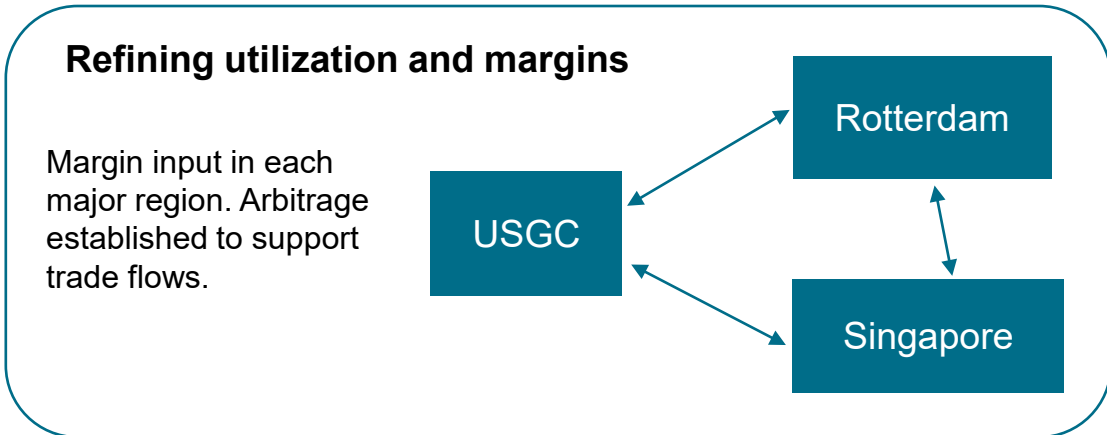 Refining utilization and margins
Margin input in each
major region. Arbitrage
established to support
trade flows.
USGC
Rotterdam
Singapore